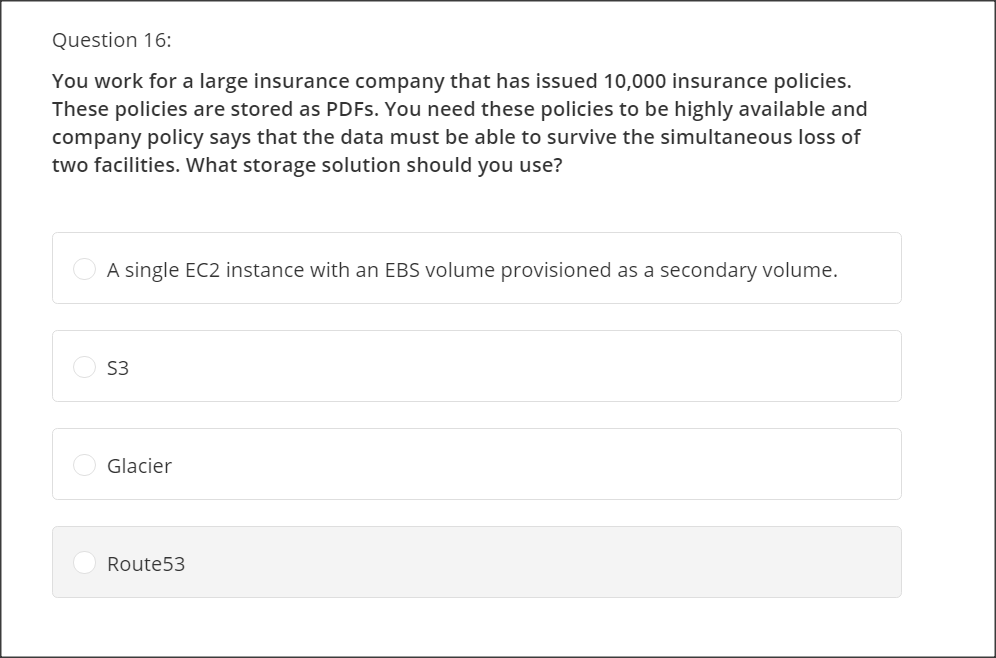 Question 16:
You work for a large insurance company that has issued 10,000 insurance policies.
These policies are stored as PDFs. You need these policies to be highly available and
company policy says that the data must be able to survive the simultaneous loss of
two facilities. What storage solution should you use?
A single EC2 instance with an EBS volume provisioned as a secondary volume.
S3
Glacier
Route53